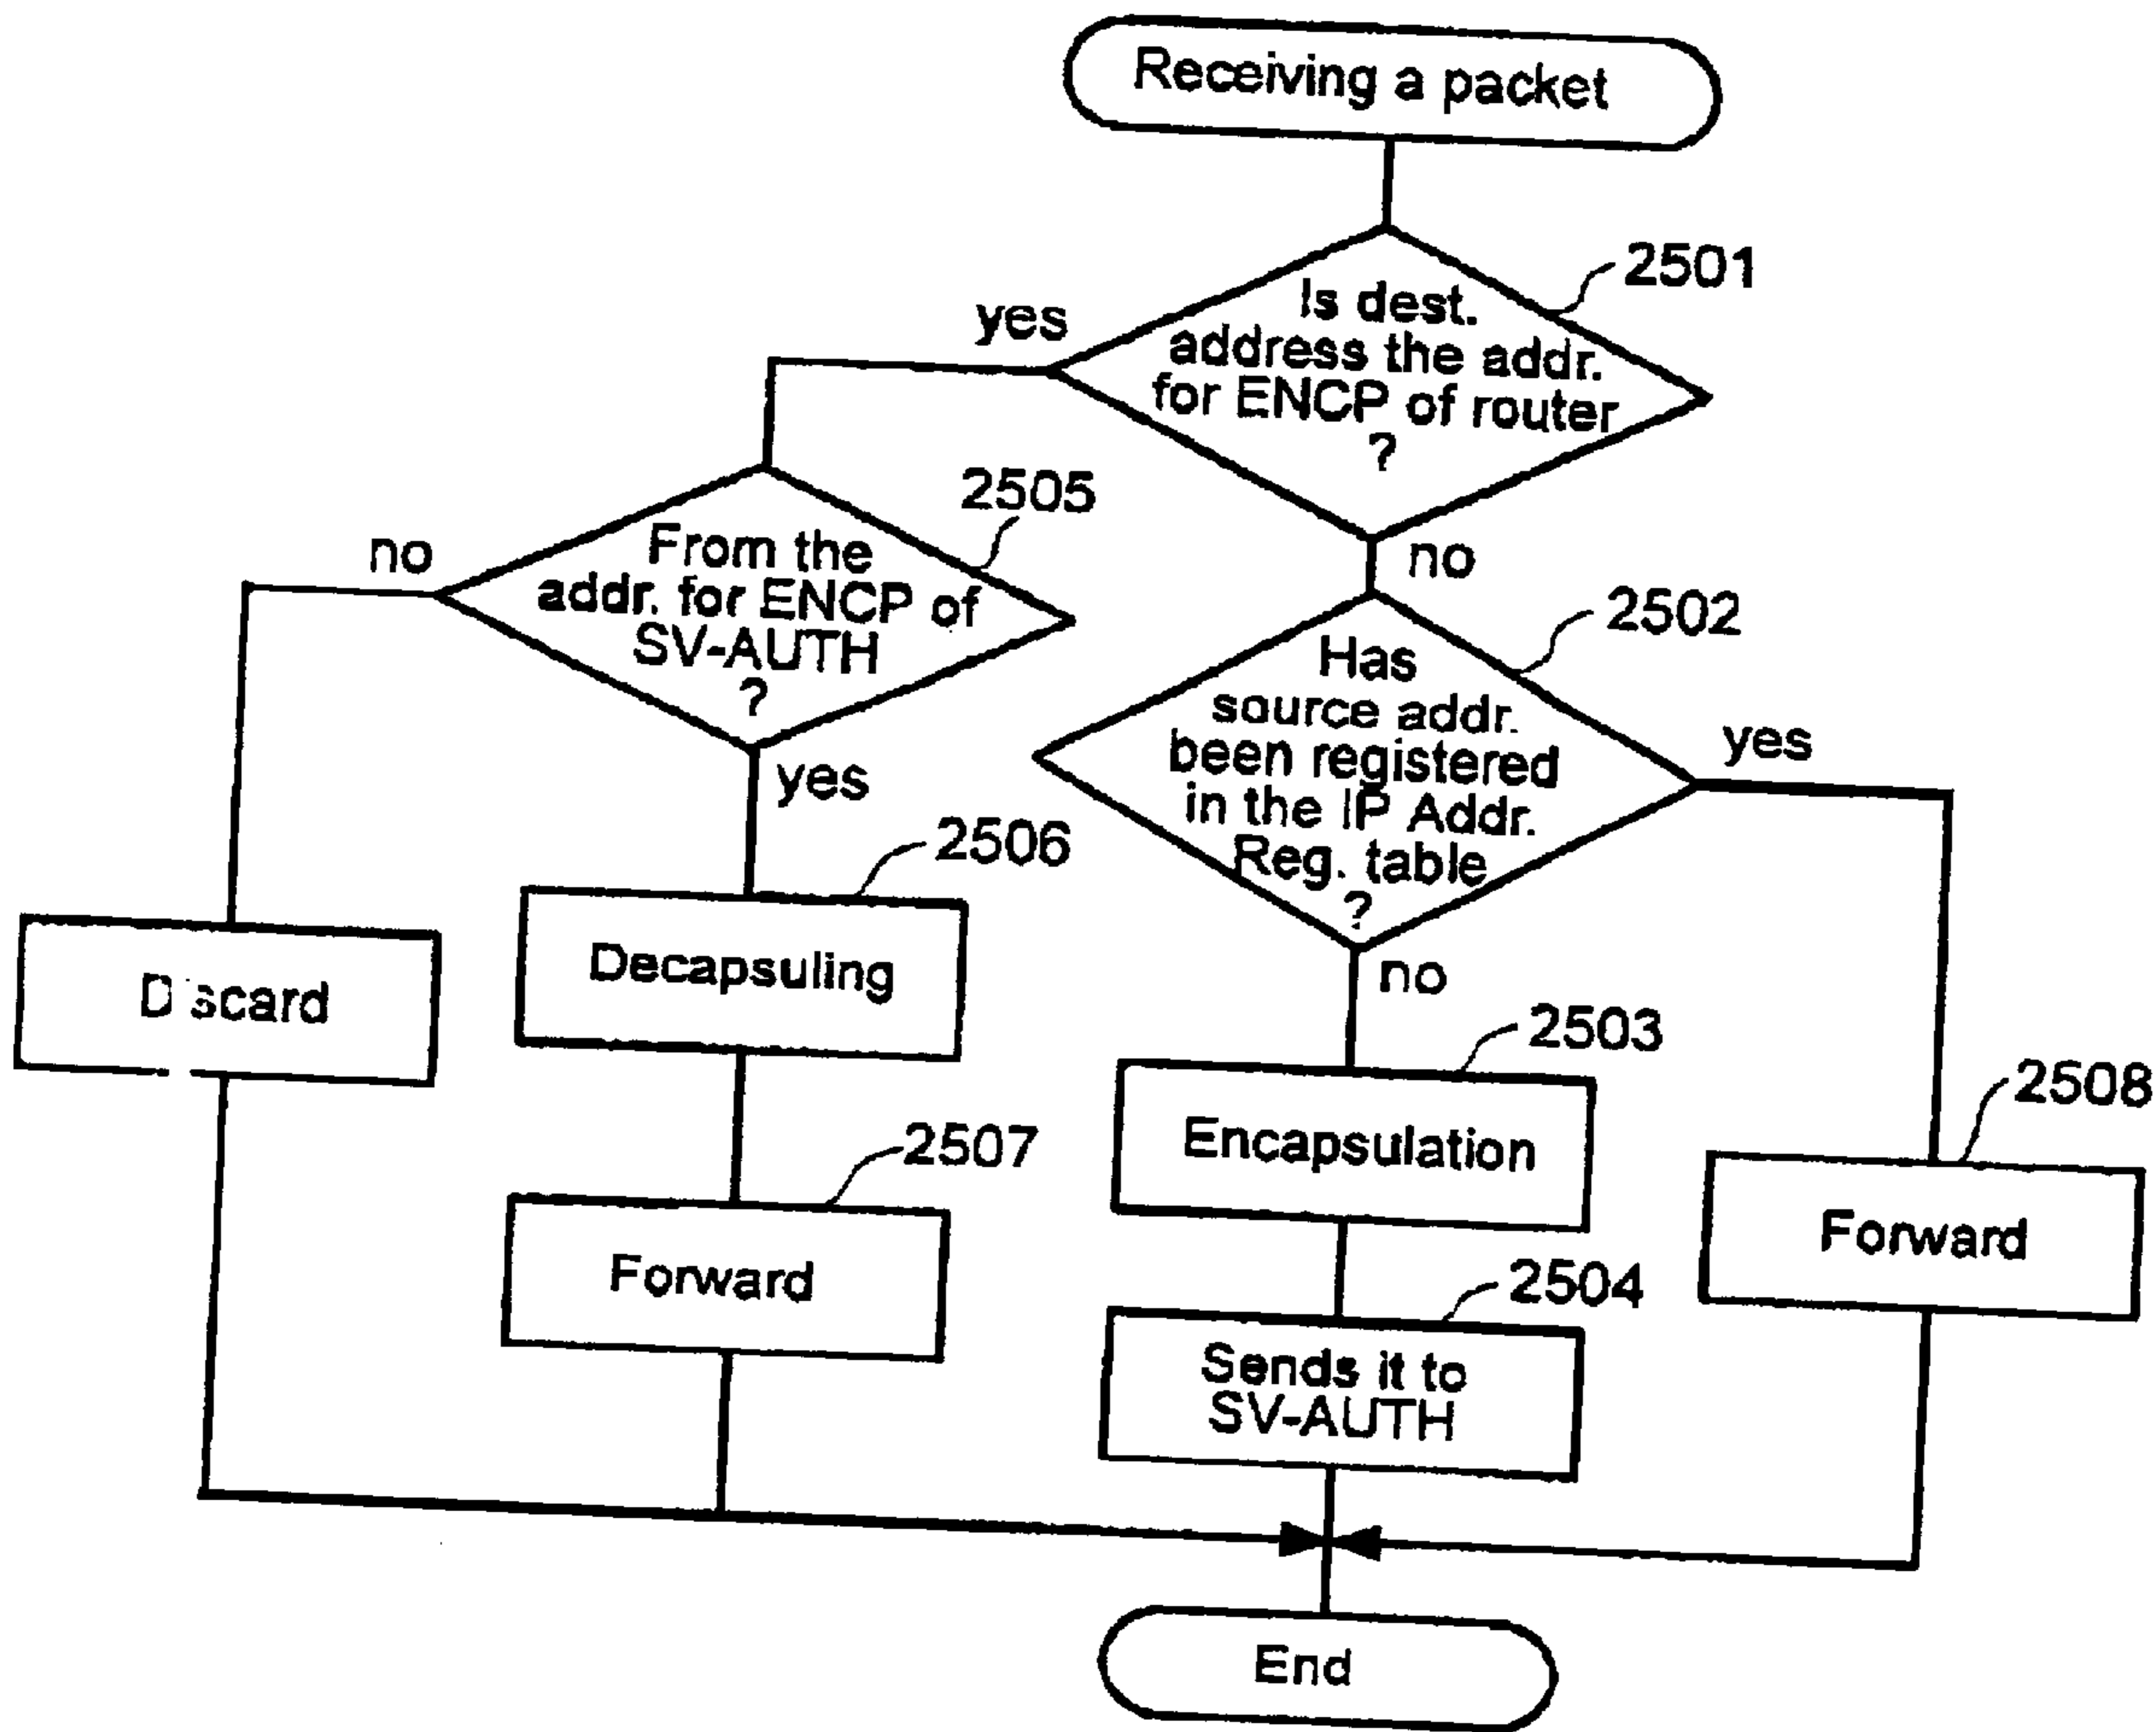 Receiving a packet
2501
Is dest.
address the addr.
for ENCP of router
?
yes
no
2505
From the
addr. for ENCP of
SV-AUTH
?
no
yes
2502
Has
source addr.
been registered
in the IP Addr.
Reg. table
?
yes
no
Discard
2506
Decapsuling
2507
Forward
2503
Encapsulation
2504
Sends it to
SV-AUTH
2508
Forward
End